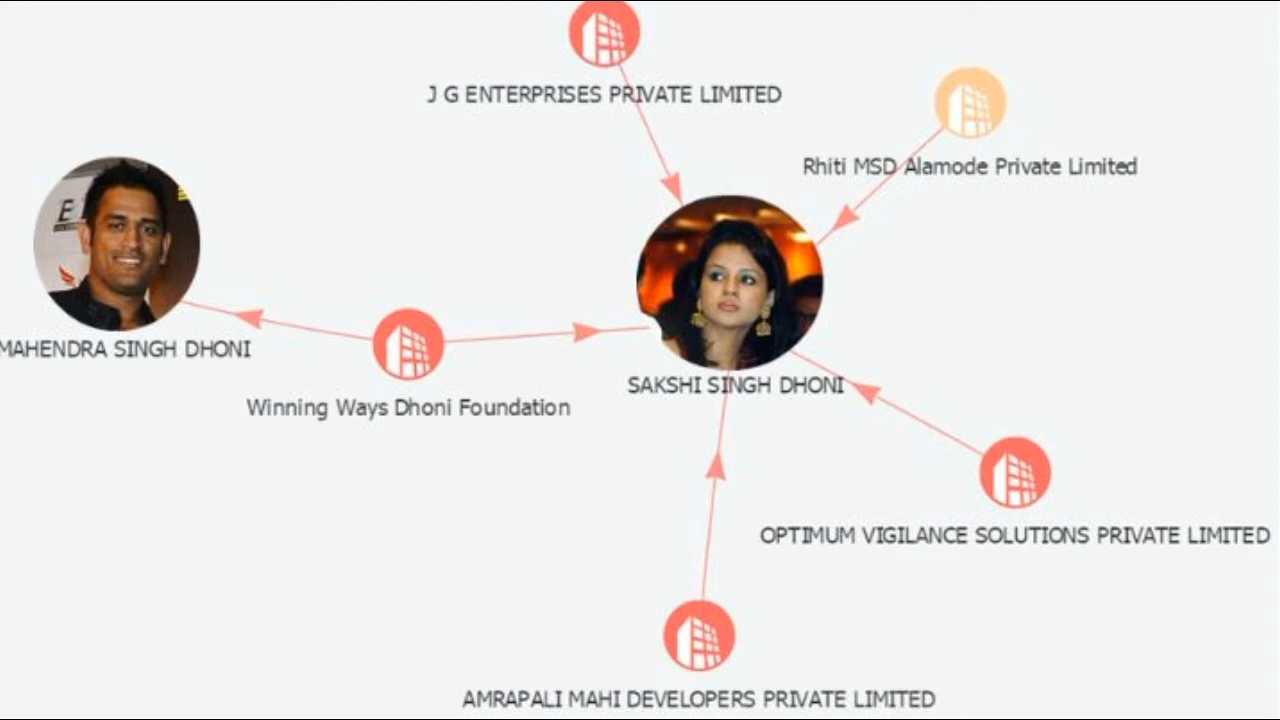 J G ENTERPRISES PRIVATE LIMITED
Rhiti MSD Alamode Private Limited
MAHENDRA SINGH DHONI
SAKSHI SINGH DHONI
Winning Ways Dhoni Foundation
OPTIMUM VIGILANCE SOLUTIONS PRIVATE LIMITED
AMRAPALI MAHI DEVELOPERS PRIVATE LIMITED